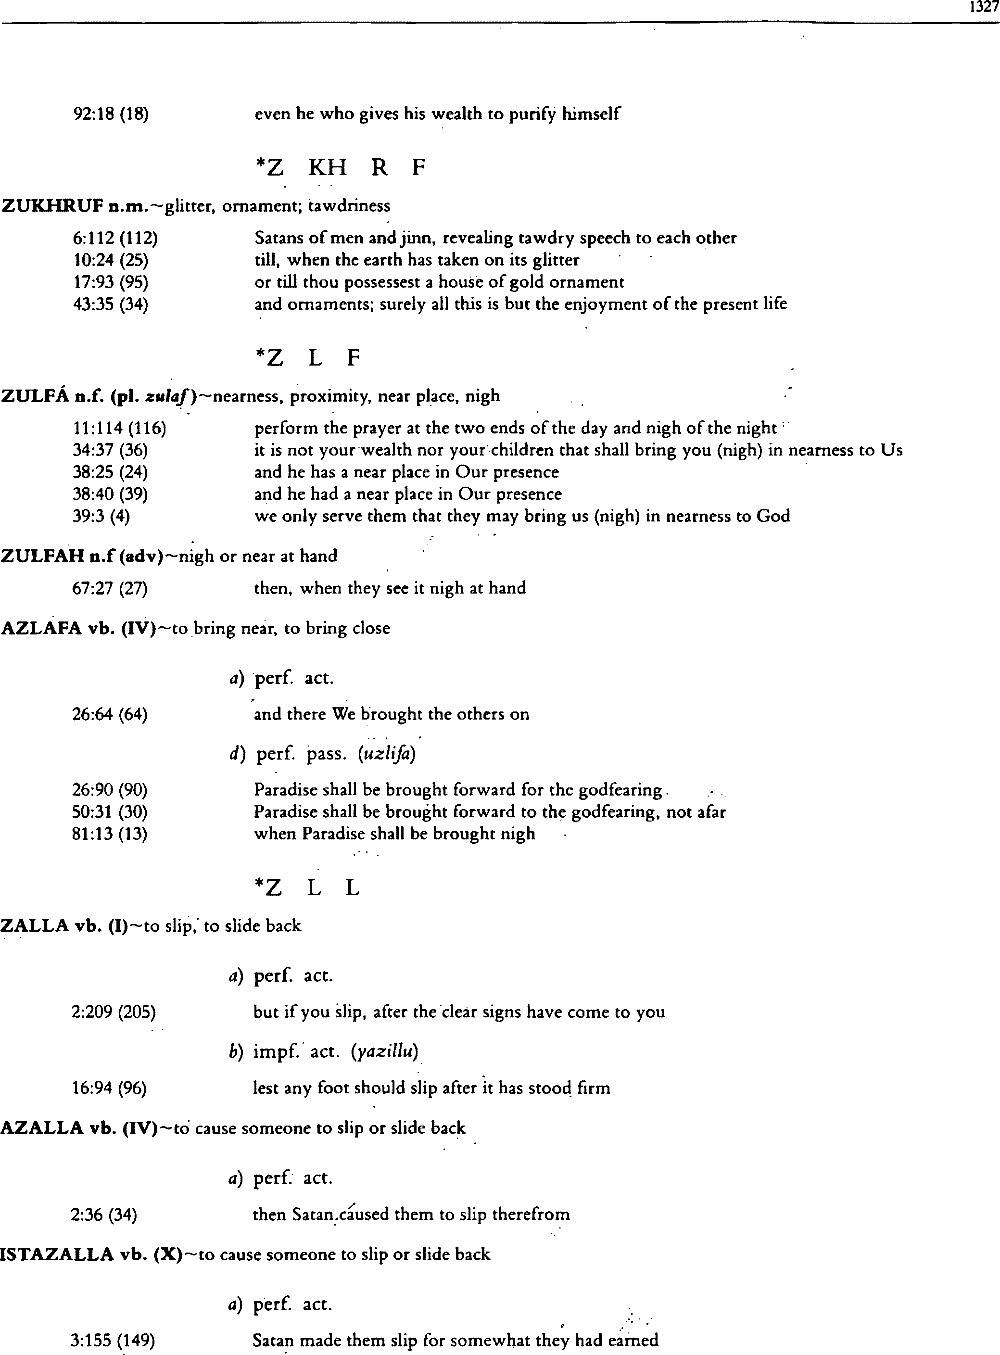 1327
92:18 (18) even he who gives his wealth to purify himself
*Z KH R F
ZUKHRUF n.m.~glitter, ornament; tawdriness
6:112 (112) Satans of men and jinn, revealing tawdry speech to each other
10:24 (25) till, when the earth has taken on its glitter
17:93 (95) or till thou possessest a house of gold ornament
43:35 (34) and ornaments; surely all this is but the enjoyment of the present life
*Z L F
ZULFÁ n.f. (pl. zulaf)~nearness, proximity, near place, nigh
11:114 (116) perform the prayer at the two ends of the day and nigh of the night
34:37 (36) it is not your wealth nor your children that shall bring you (nigh) in nearness to Us
38:25 (24) and he has a near place in Our presence
38:40 (39) and he had a near place in Our presence
39:3 (4) we only serve them that they may bring us (nigh) in nearness to God
ZULFAH n.f (adv)~nigh or near at hand
67:27 (27) then, when they see it nigh at hand
AZLAFA vb. (IV)~to bring near, to bring close
a) perf. act.
26:64 (64) and there We brought the others on
d) perf. pass. (uzlifa)
26:90 (90) Paradise shall be brought forward for the godfearing
50:31 (30) Paradise shall be brought forward to the godfearing, not afar
81:13 (13) when Paradise shall be brought nigh
*Z L L
ZALLA vb. (I)~to slip, to slide back
a) perf. act.
2:209 (205) but if you slip, after the clear signs have come to you
b) impf. act. (yazillu)
16:94 (96) lest any foot should slip after it has stood firm
AZALLA vb. (IV)~to cause someone to slip or slide back
a) perf. act.
2:36 (34) then Satan caused them to slip therefrom
ISTAZALLA vb. (X)~to cause someone to slip or slide back
a) perf. act.
3:155 (149) Satan made them slip for somewhat they had earned